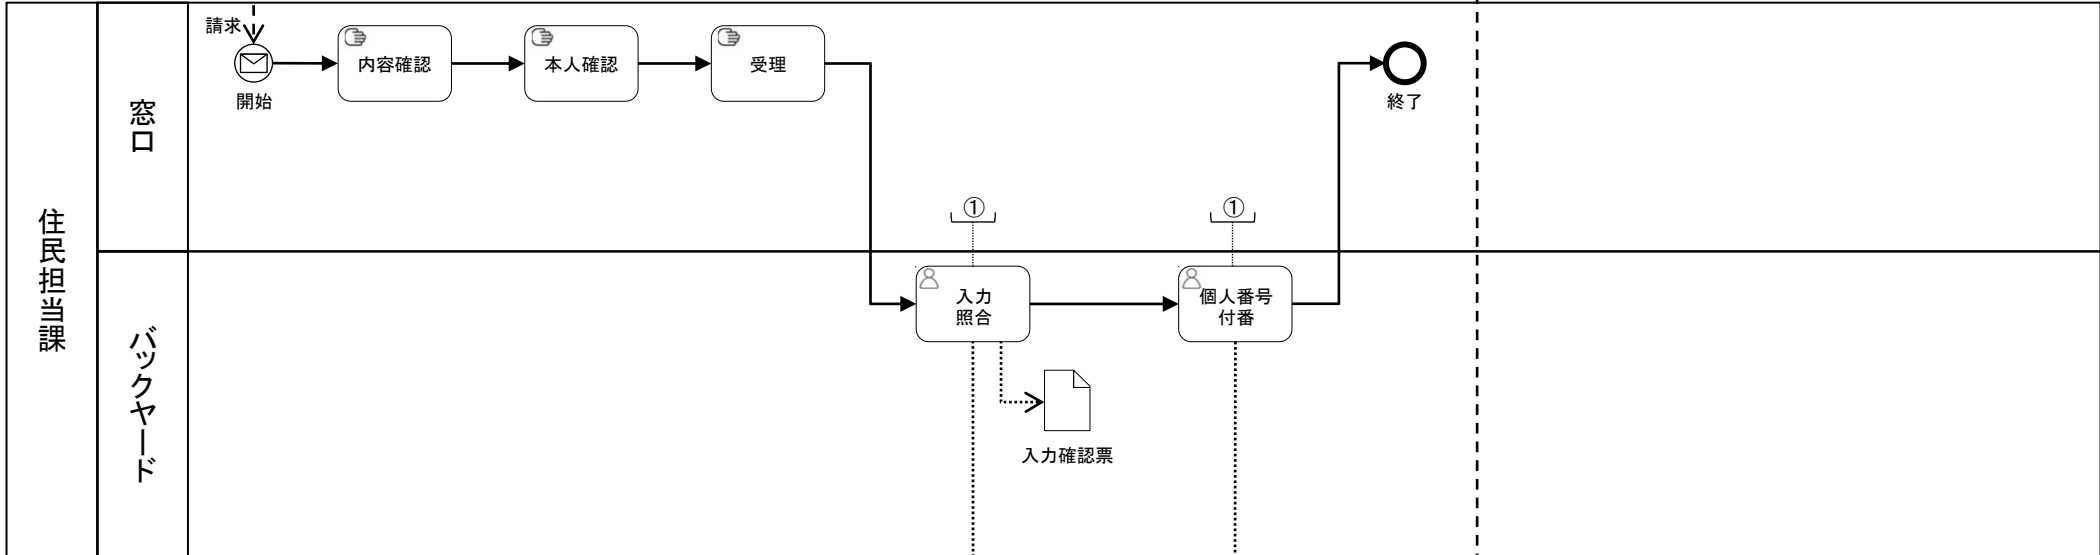 請求
開始
内容確認
本人確認
受理
終了
窓口
住民担当課
①
①
バックヤード
入力
照合
個人番号
付番
入力確認票